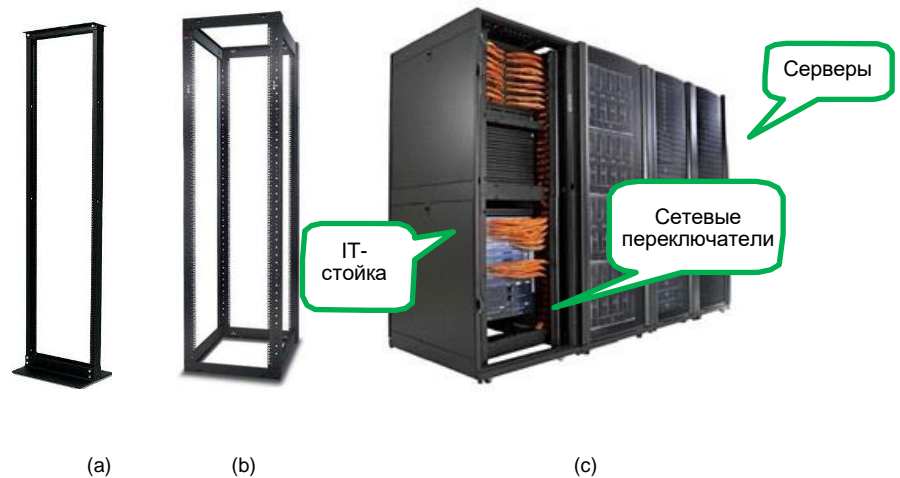 Серверы
Сетевые
переключатели
IT-
стойка
(a)
(b)
(c)